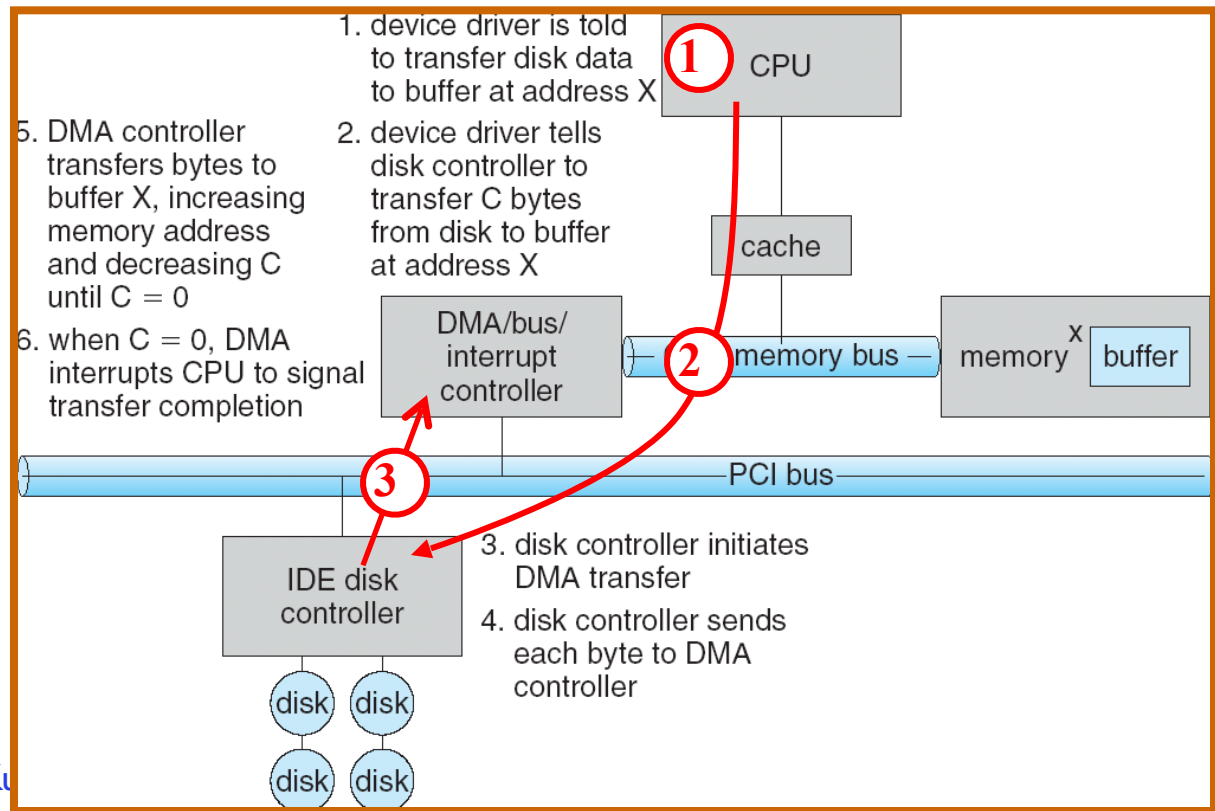 1. device driver is told
to transfer disk data
to buffer at address X
2. device driver tells
disk controller to
transfer C bytes
from disk to buffer
at address X
5. DMA controller
transfers bytes to
buffer X, increasing
memory address
and decreasing C
until C = 0
6. when C = 0, DMA
interrupts CPU to signal
transfer completion
1
CPU
cache
DMA/bus/
interrupt
controller
2
memory bus
memory
x
buffer
3
PCI bus
IDE disk
controller
3. disk controller initiates
DMA transfer
4. disk controller sends
each byte to DMA
controller
disk disk
disk disk